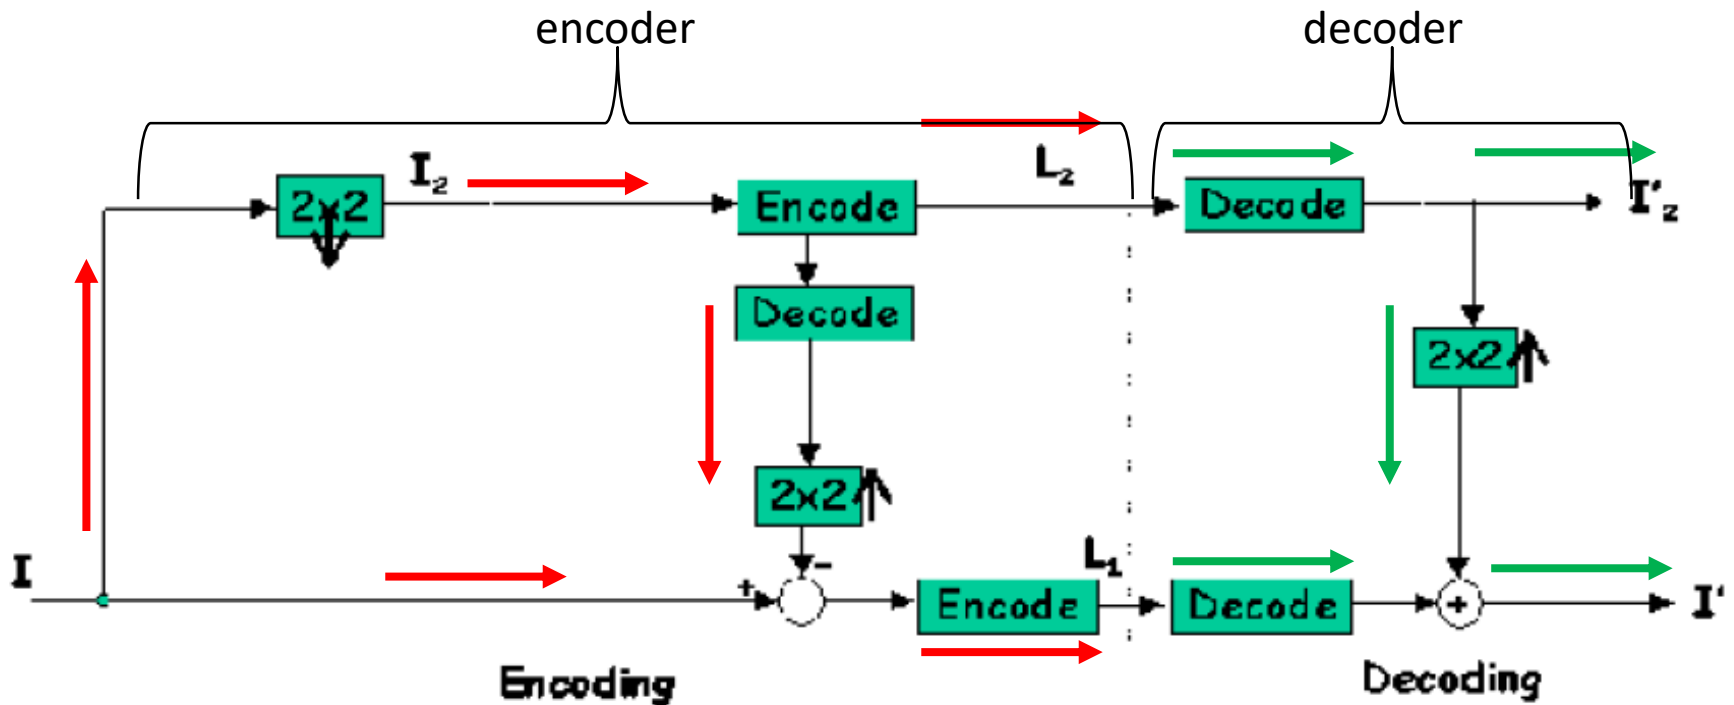 encoder
decoder
I₂
L₂
2x2
Encode
Decode
I'₂
Decode
2x2
2x2
I
-
+
L₁
Encode
Decode
+
I'
Encoding
Decoding